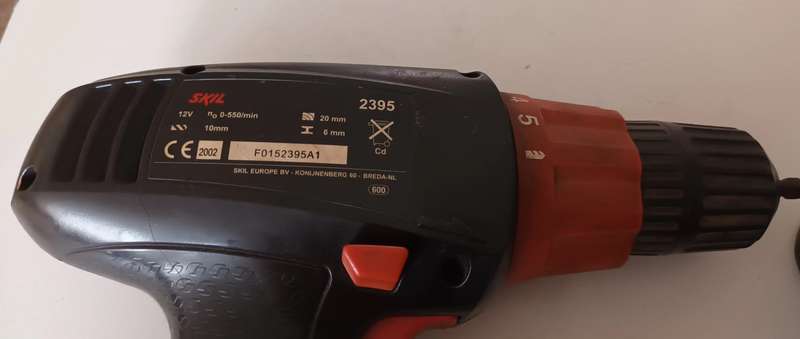 SKIL
2395
12V n0 0-550/min 20 mm
10mm 6 mm
Cd
CE 2002 F0152395A1
SKIL EUROPE BV - KONIJNENBERG 60 - BREDA-NL
600
5